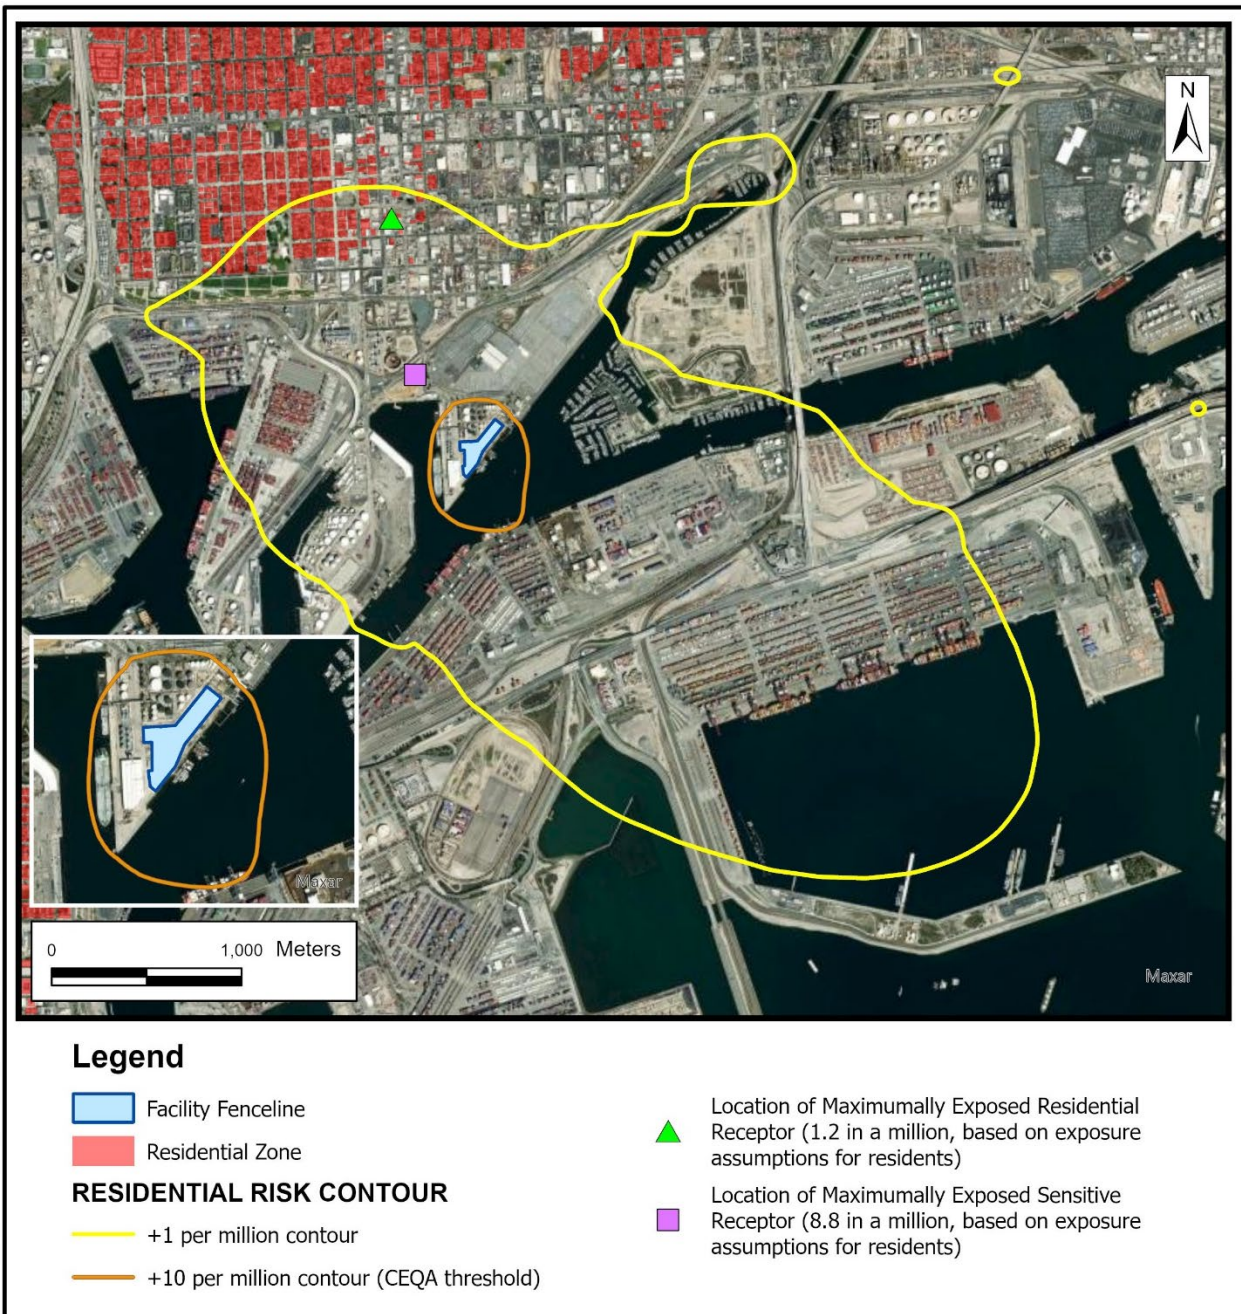 N
Maxar
0 1,000 Meters
Maxar
Legend
Facility Fenceline
Residential Zone
RESIDENTIAL RISK CONTOUR
+1 per million contour
+10 per million contour (CEQA threshold)
Location of Maximumally Exposed Residential
Receptor (1.2 in a million, based on exposure
assumptions for residents)
Location of Maximumally Exposed Sensitive
Receptor (8.8 in a million, based on exposure
assumptions for residents)